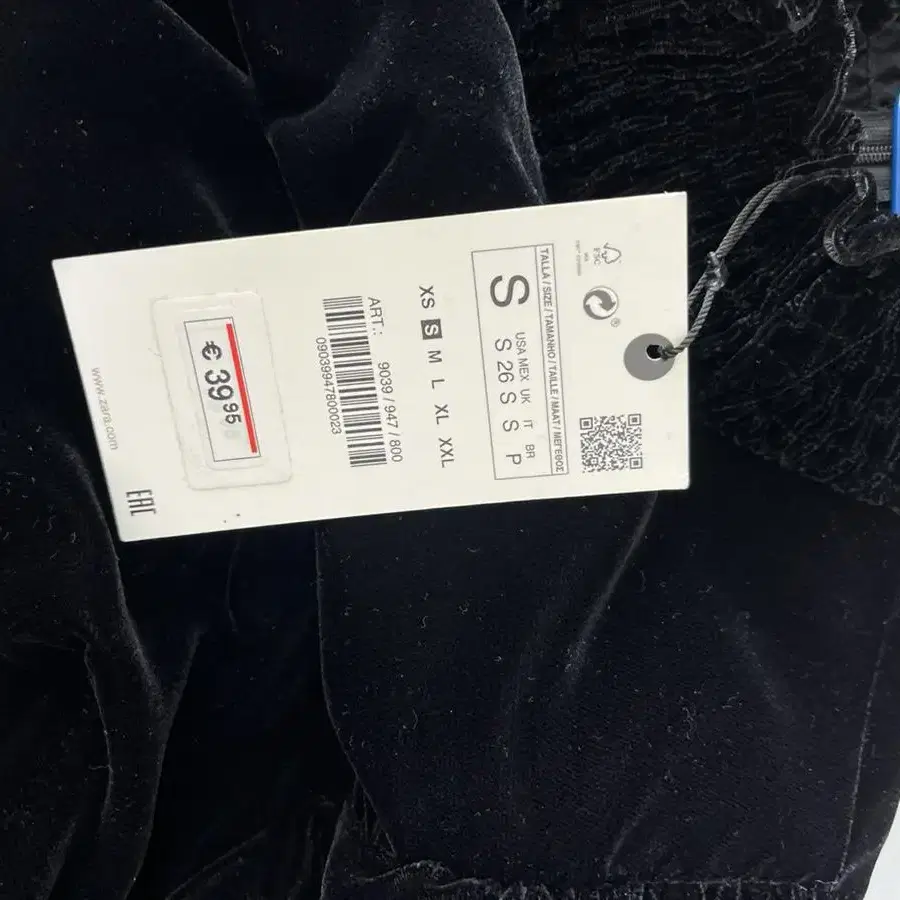 FSC
TALLA / SIZE / TAMANHO / TAILLE / MAAT / ΜΕΓΕΘΟΣ
S
USA MEX UK IT BR
S 26 S S P
XS S M L XL XXL
ART.: 9039 / 947 / 800
09039947800023
€ 39 95
www.zara.com
EAC